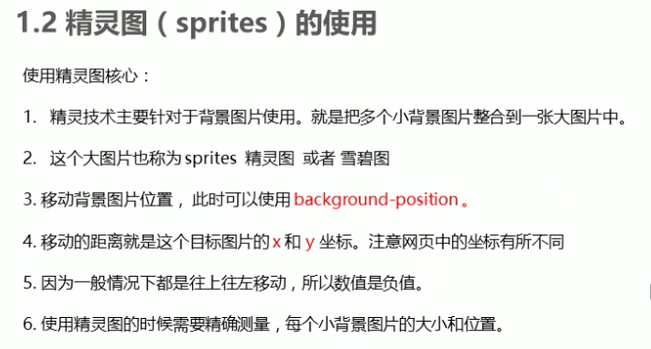 1.2 精灵图（sprites）的使用
使用精灵图核心：
1. 精灵技术主要针对于背景图片使用。就是把多个小背景图片整合到一张大图片中。
2. 这个大图片也称为 sprites 精灵图 或者 雪碧图
3. 移动背景图片位置，此时可以使用 background-position 。
4. 移动的距离就是这个目标图片的 x 和 y 坐标。注意网页中的坐标有所不同
5. 因为一般情况下都是往上往左移动，所以数值是负值。
6. 使用精灵图的时候需要精确测量，每个小背景图片的大小和位置。